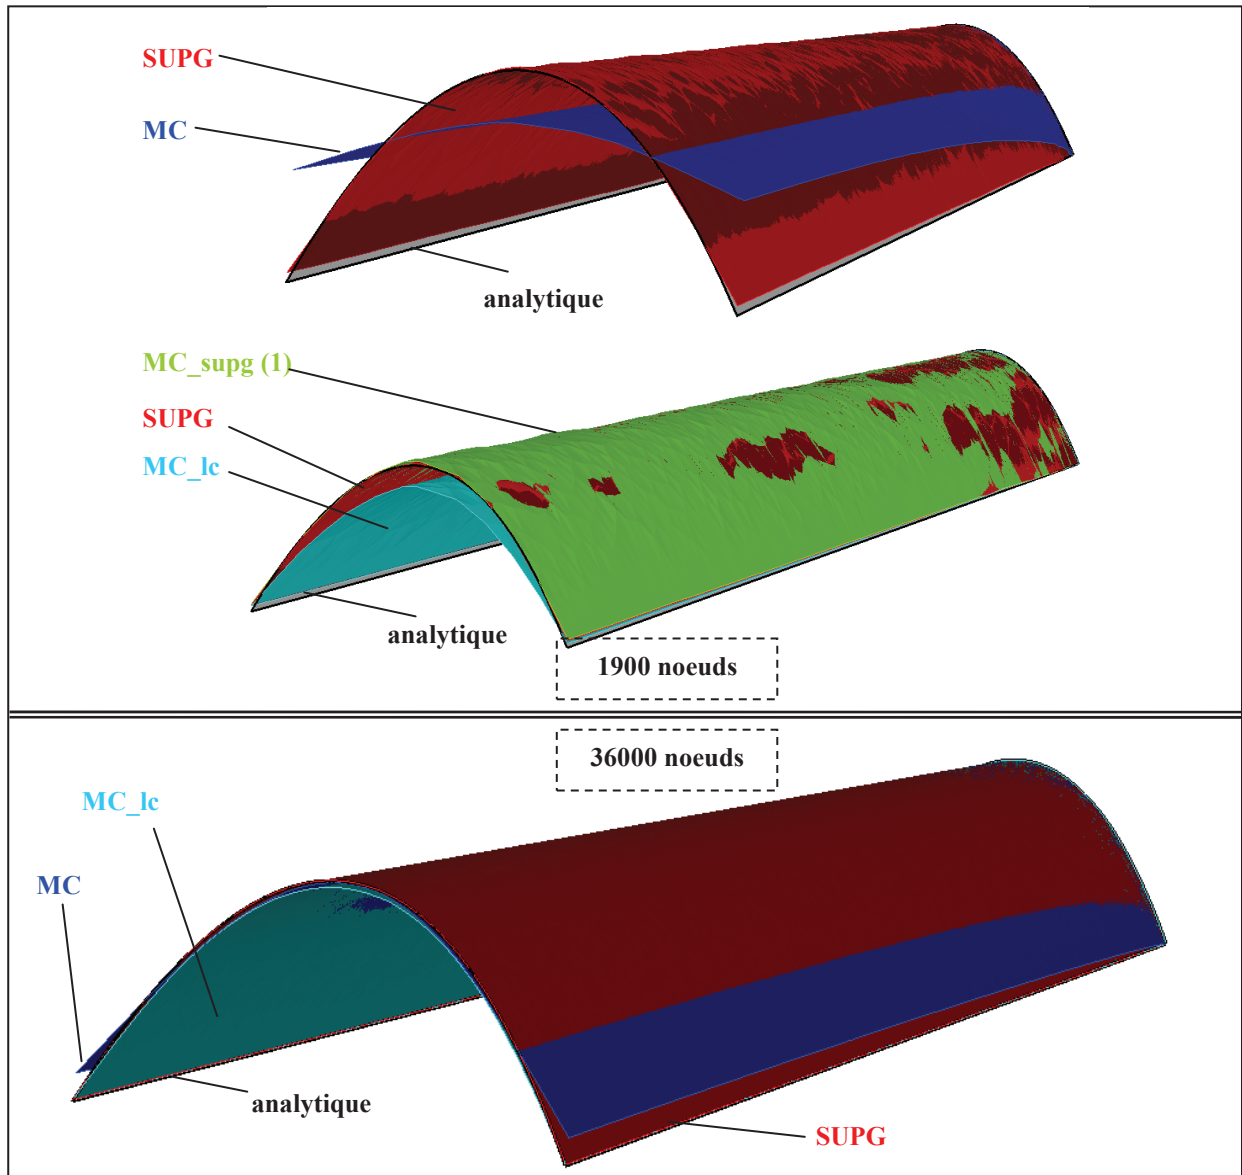 SUPG
MC
analytique
MC_supg (1)
SUPG
MC_lc
analytique
1900 noeuds
36000 noeuds
MC_lc
MC
analytique
SUPG